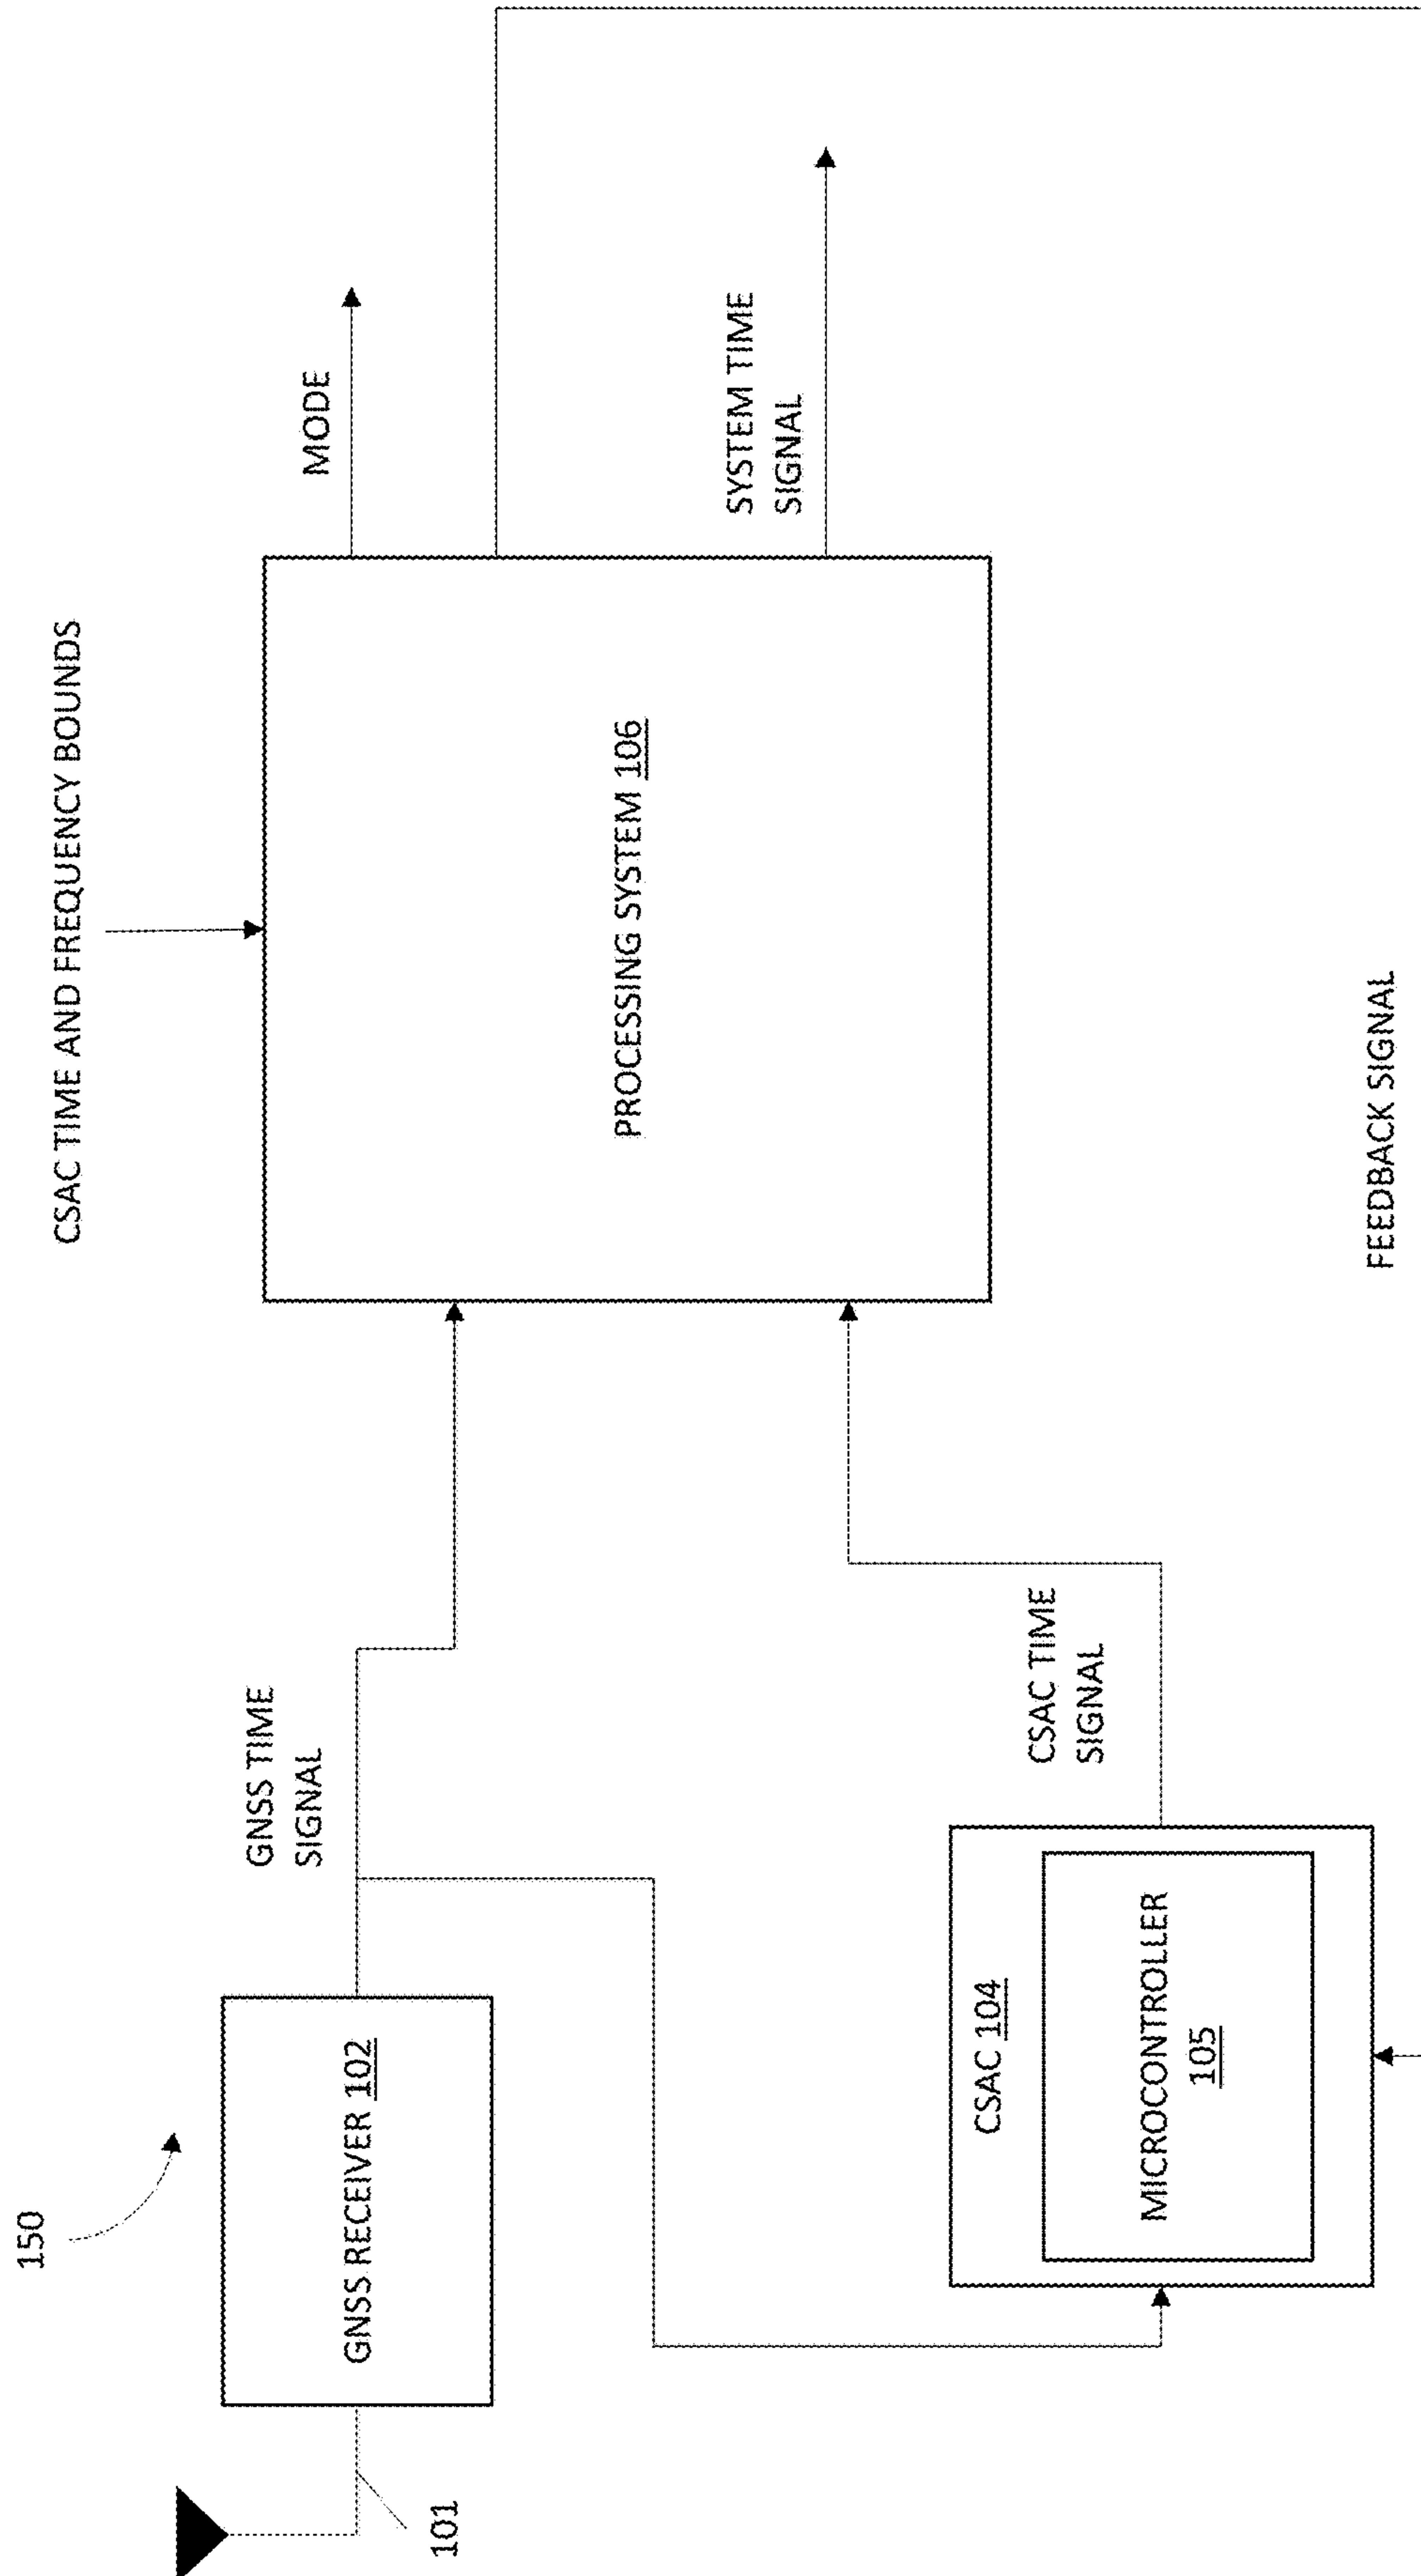 150
101
GNSS RECEIVER 102
GNSS TIME
SIGNAL
CSAC 104
MICROCONTROLLER
105
CSAC TIME
SIGNAL
CSAC TIME AND FREQUENCY BOUNDS
PROCESSING SYSTEM 106
MODE
SYSTEM TIME
SIGNAL
FEEDBACK SIGNAL